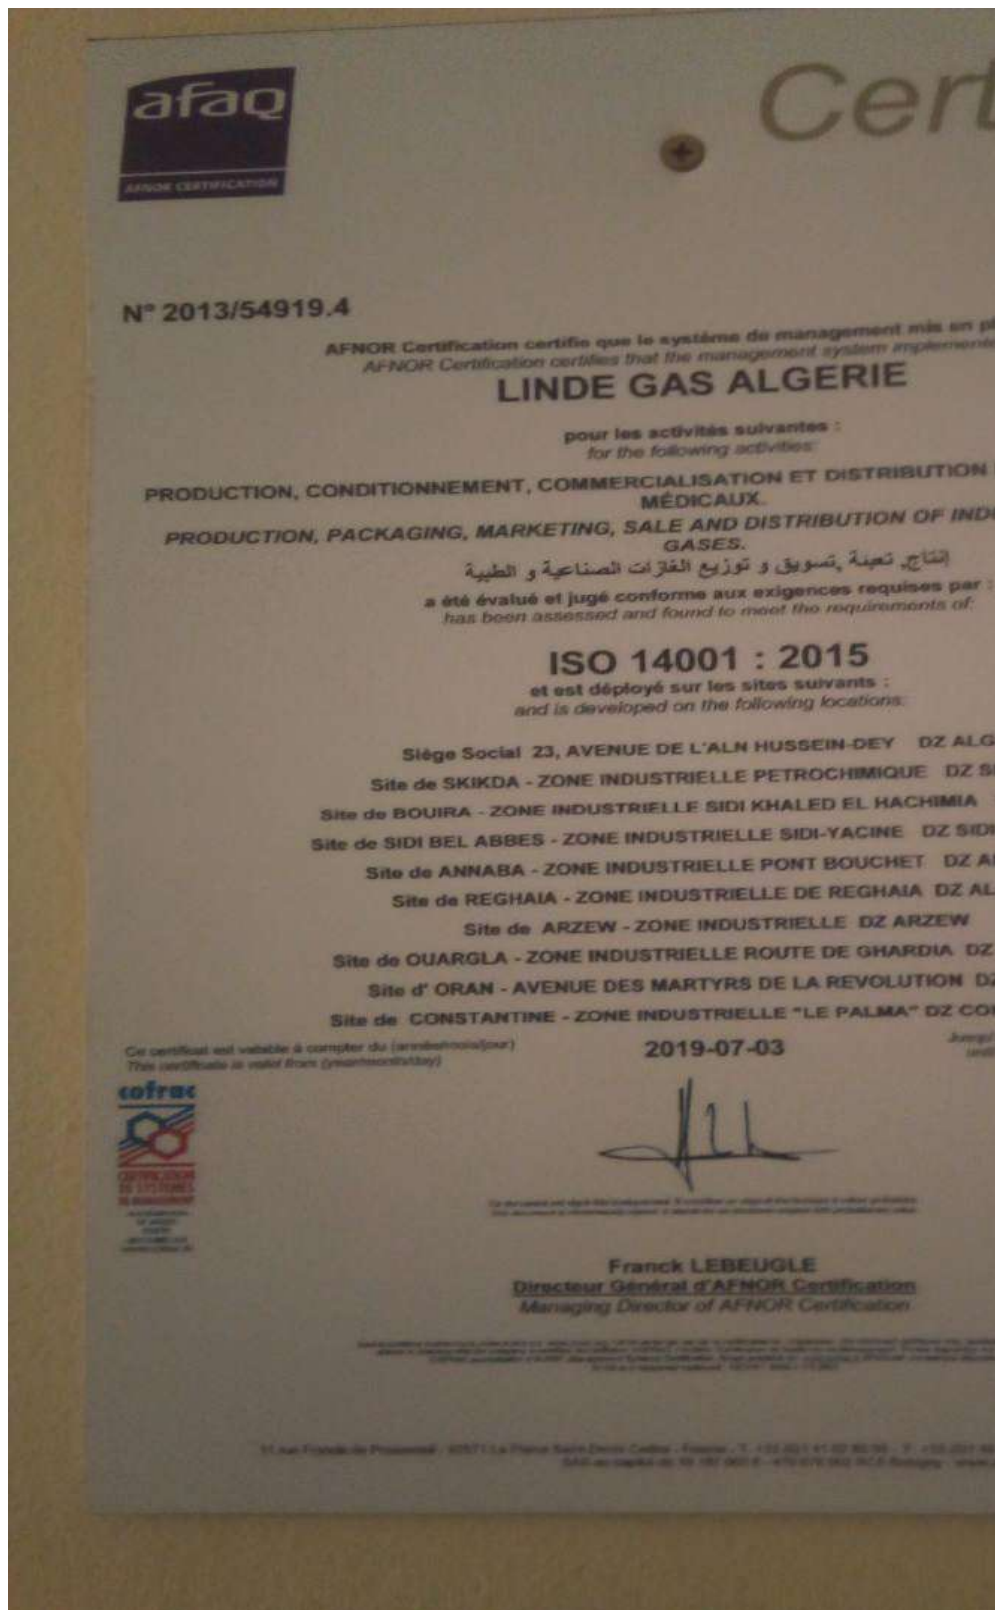 afaq
AFNOR CERTIFICATION
Cert
N° 2013/54919.4
AFNOR Certification certifie que le système de management mis en pl
AFNOR Certification certifies that the management system implemente
LINDE GAS ALGERIE
pour les activités suivantes :
for the following activities:
PRODUCTION, CONDITIONNEMENT, COMMERCIALISATION ET DISTRIBUTION
MÉDICAUX.
PRODUCTION, PACKAGING, MARKETING, SALE AND DISTRIBUTION OF INDU
GASES.
إنتاج, تعبئة ,تسويق و توزيع الغازات الصناعية و الطبية
a été évalué et jugé conforme aux exigences requises par :
has been assessed and found to meet the requirements of:
ISO 14001 : 2015
et est déployé sur les sites suivants :
and is developed on the following locations:
Siège Social 23, AVENUE DE L'ALN HUSSEIN-DEY DZ ALG
Site de SKIKDA - ZONE INDUSTRIELLE PETROCHIMIQUE DZ S
Site de BOUIRA - ZONE INDUSTRIELLE SIDI KHALED EL HACHIMIA
Site de SIDI BEL ABBES - ZONE INDUSTRIELLE SIDI-YACINE DZ SIDI
Site de ANNABA - ZONE INDUSTRIELLE PONT BOUCHET DZ A
Site de REGHAIA - ZONE INDUSTRIELLE DE REGHAIA DZ AL
Site de ARZEW - ZONE INDUSTRIELLE DZ ARZEW
Site de OUARGLA - ZONE INDUSTRIELLE ROUTE DE GHARDIA DZ
Site d' ORAN - AVENUE DES MARTYRS DE LA REVOLUTION DZ
Site de CONSTANTINE - ZONE INDUSTRIELLE "LE PALMA" DZ CO
Ce certificat est valable à compter du (année/mois/jour)
This certificate is valid from (year/month/day)
2019-07-03
cofrac
CERTIFICATION
DE SYSTEMES
DE MANAGEMENT
Franck LEBEUGLE
Directeur Général d'AFNOR Certification
Managing Director of AFNOR Certification